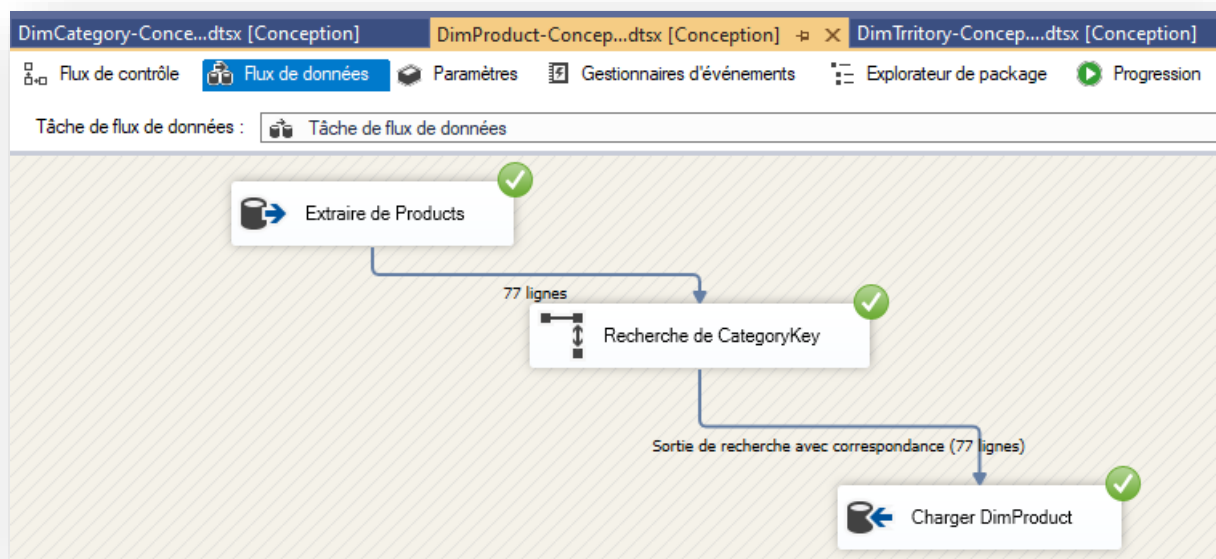 DimCategory-Conce...dtsx [Conception] DimProduct-Concep...dtsx [Conception] DimTrritory-Concep....dtsx [Conception]
Flux de contrôle Flux de données Paramètres Gestionnaires d'événements Explorateur de package Progression
Tâche de flux de données : Tâche de flux de données
Extraire de Products
77 lignes
Recherche de CategoryKey
Sortie de recherche avec correspondance (77 lignes)
Charger DimProduct